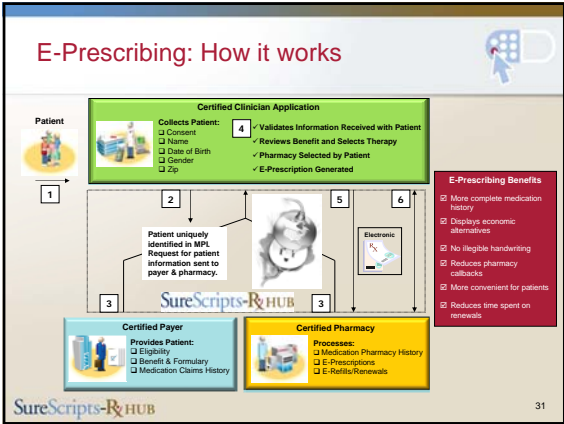 E-Prescribing: How it works
Patient
1
Certified Clinician Application
Collects Patient:
Consent
Name
Date of Birth
Gender
Zip
4
Validates Information Received with Patient
Reviews Benefit and Selects Therapy
Pharmacy Selected by Patient
E-Prescription Generated
2
5
6
Patient uniquely
identified in MPI.
Request for patient
information sent to
payer & pharmacy.
Electronic
Rx
3
SureScripts-RxHUB
3
Certified Payer
Provides Patient:
Eligibility
Benefit & Formulary
Medication Claims History
Certified Pharmacy
Processes:
Medication Pharmacy History
E-Prescriptions
E-Refills/Renewals
E-Prescribing Benefits
More complete medication
history
Displays economic
alternatives
No illegible handwriting
Reduces pharmacy
callbacks
More convenient for patients
Reduces time spent on
renewals
SureScripts-RxHUB
31